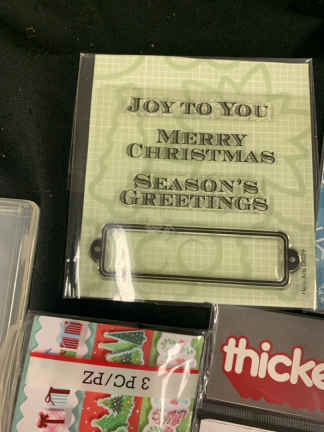 JOY TO YOU
MERRY
CHRISTMAS
SEASON'S
GREETINGS
3 PC/PZ
thicke